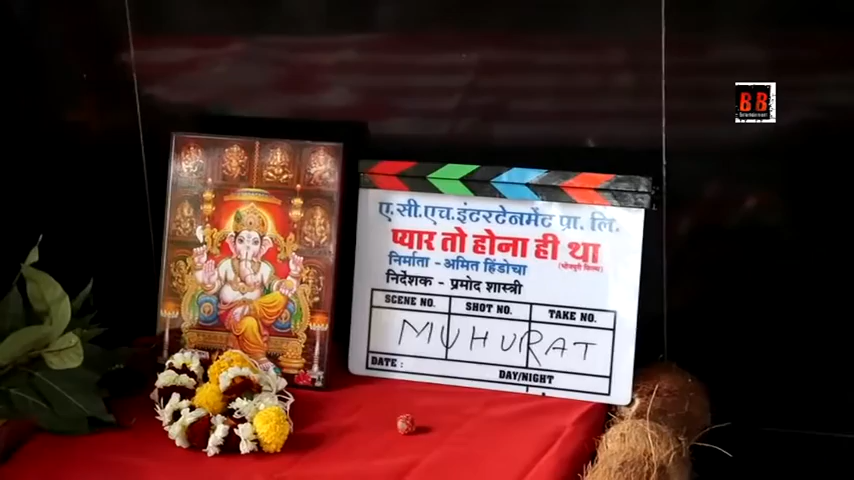 BB
ए.सी.एच.इंटरटेनमेंट प्रा. लि.
प्यार तो होना ही था
(भोजपुरी फिल्म)
निर्माता - अमित हिंडोचा
निर्देशक - प्रमोद शास्त्री
SCENE NO. SHOT NO. TAKE NO.
MUHURAT
DATE: DAY/NIGHT